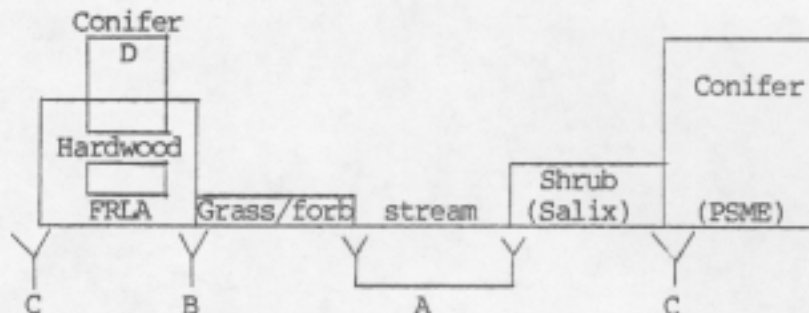 Conifer
D
Conifer
Hardwood
Shrub
FRLA Grass/forb stream (Salix) (PSME)
C B A C